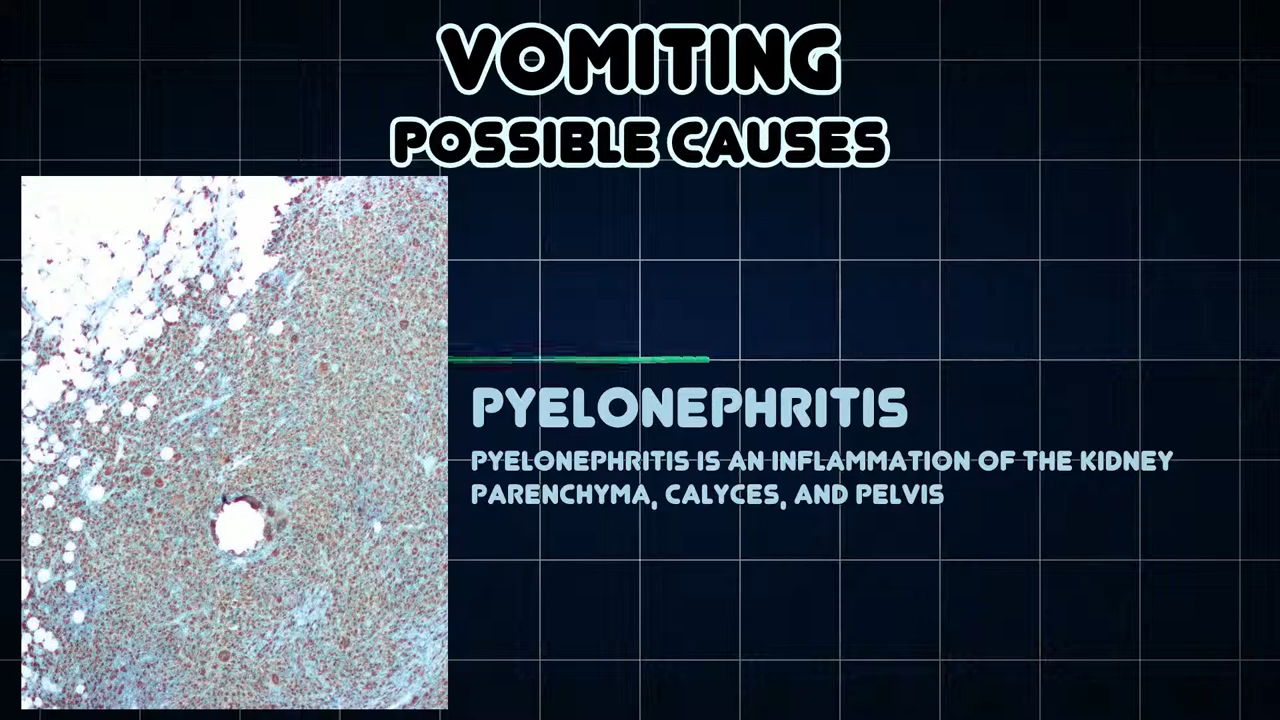 VOMITING
POSSIBLE CAUSES
PYELONEPHRITIS
PYELONEPHRITIS IS AN INFLAMMATION OF THE KIDNEY
PARENCHYMA, CALYCES, AND PELVIS